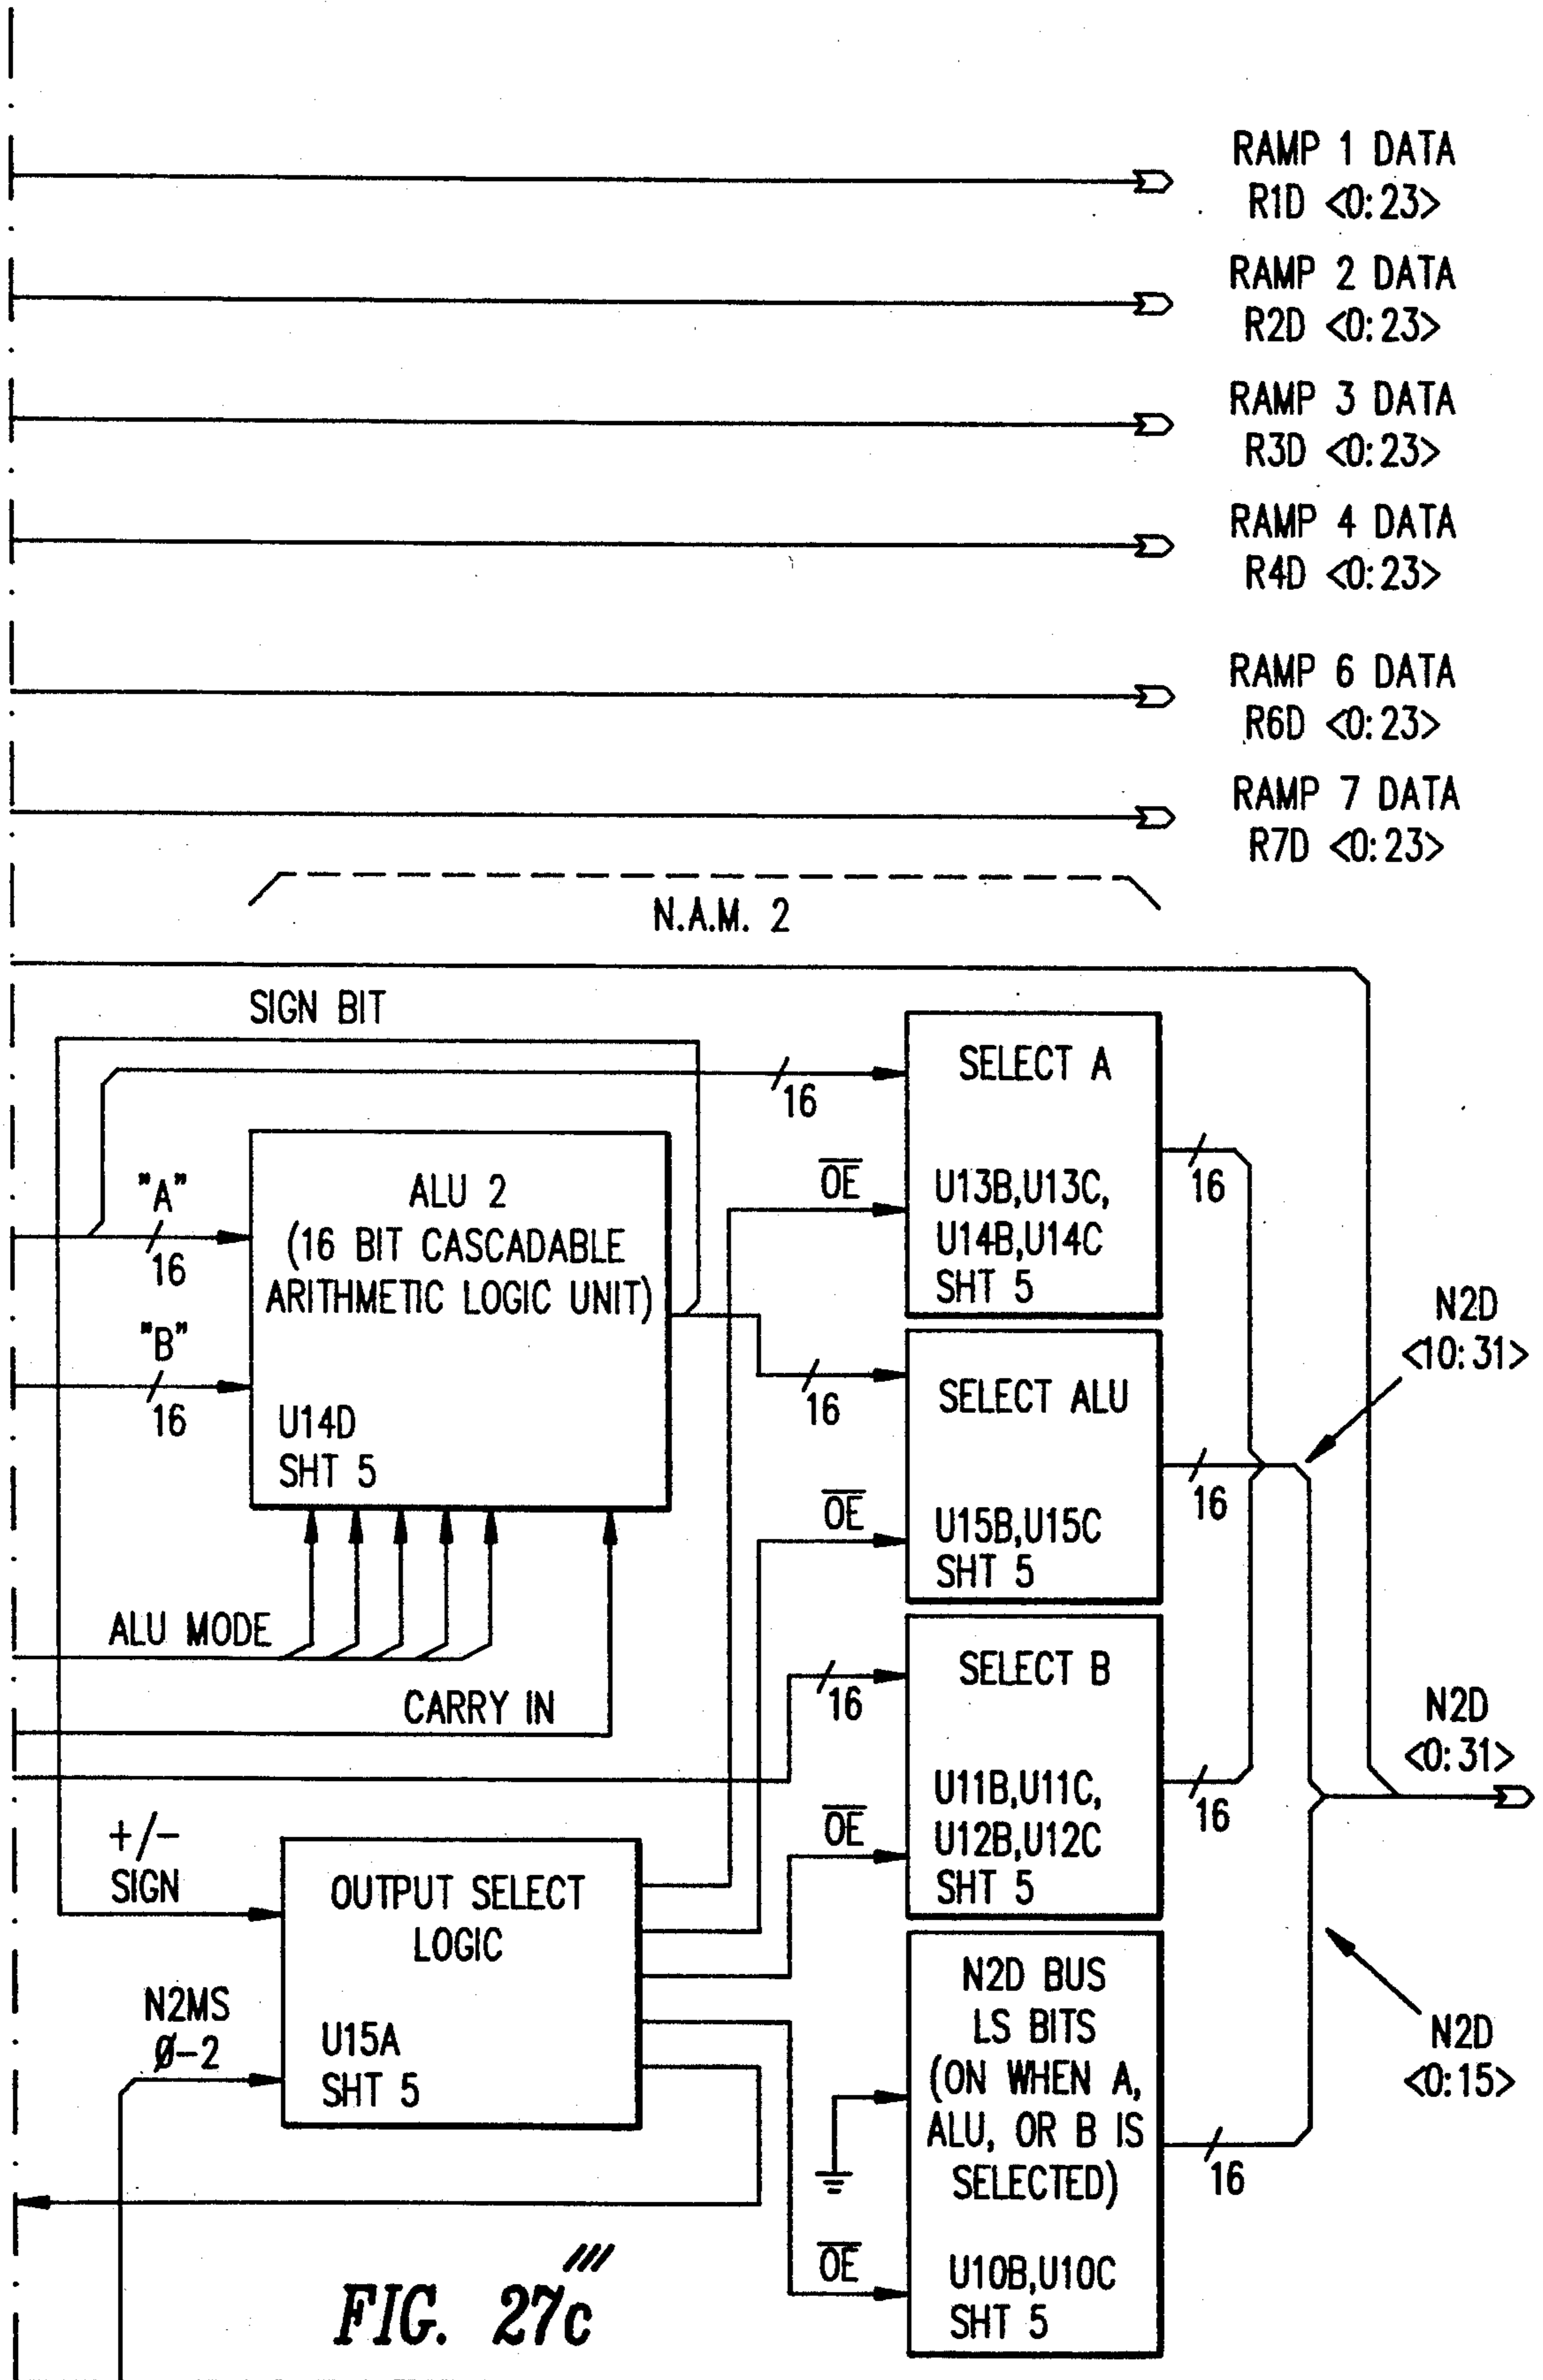 RAMP 1 DATA
R1D <0:23>
RAMP 2 DATA
R2D <0:23>
RAMP 3 DATA
R3D <0:23>
RAMP 4 DATA
R4D <0:23>
RAMP 6 DATA
R6D <0:23>
RAMP 7 DATA
R7D <0:23>
N.A.M. 2
SIGN BIT
SELECT A
16
U13B,U13C,
U14B,U14C
SHT 5
OE
16
"A"
16
"B"
16
ALU 2
(16 BIT CASCADABLE
ARITHMETIC LOGIC UNIT)
U14D
SHT 5
16
SELECT ALU
OE
U15B,U15C
SHT 5
16
N2D
<10:31>
ALU MODE
CARRY IN
16
SELECT B
OE
U11B,U11C,
U12B,U12C
SHT 5
16
N2D
<0:31>
+/-
SIGN
N2MS
Ø-2
OUTPUT SELECT
LOGIC
U15A
SHT 5
N2D BUS
LS BITS
(ON WHEN A,
ALU, OR B IS
SELECTED)
OE
U10B,U10C
SHT 5
16
N2D
<0:15>
FIG. 27c'''